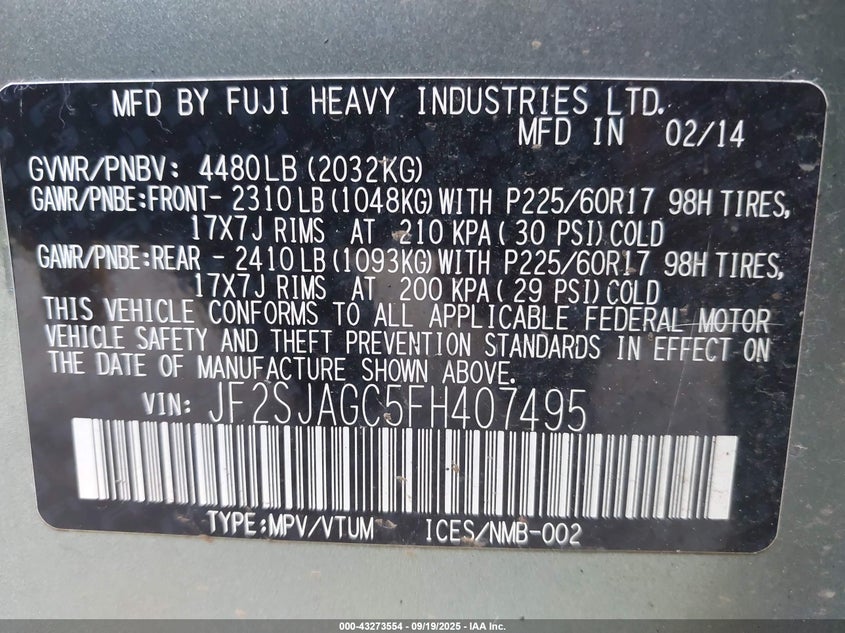 MFD BY FUJI HEAVY INDUSTRIES LTD.
MFD IN 02/14
GVWR/PNBV: 4480LB (2032KG)
GAWR/PNBE:FRONT- 2310LB (1048KG) WITH P225/60R17 98H TIRES,
17X7J RIMS AT 210 KPA ( 30 PSI) COLD
GAWR/PNBE:REAR - 2410LB (1093KG) WITH P225/60R17 98H TIRES,
17X7J RIMS AT 200 KPA ( 29 PSI) COLD
THIS VEHICLE CONFORMS TO ALL APPLICABLE FEDERAL MOTOR
VEHICLE SAFETY AND THEFT PREVENTION STANDARDS IN EFFECT ON
THE DATE OF MANUFACTURE SHOWN ABOVE.
VIN: JF2SJAGC5FH407495
TYPE:MPV/VTUM ICES/NMB-002
000-43273554 - 09/19/2025 - IAA Inc.